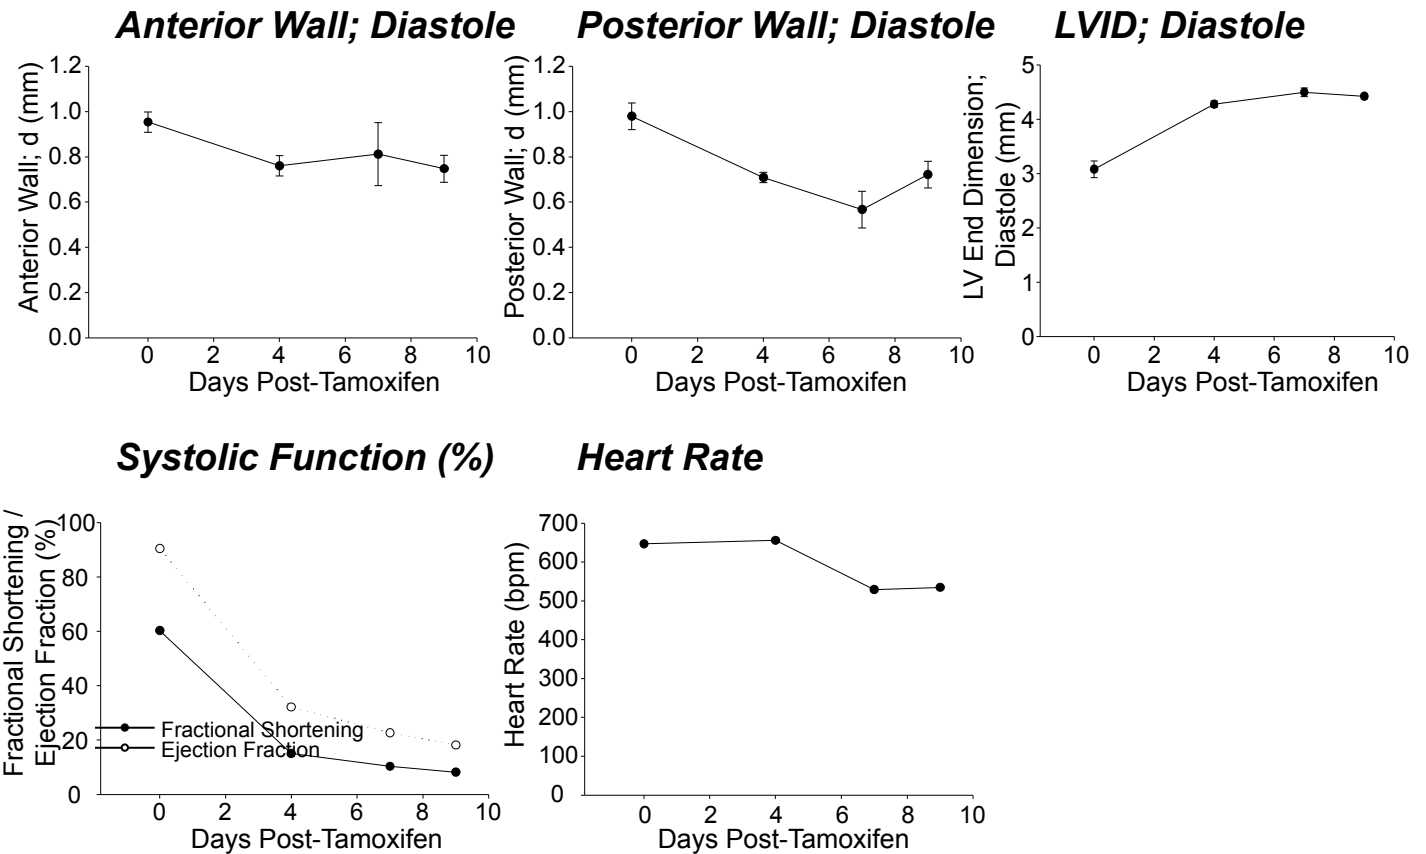 Anterior Wall; Diastole
Anterior Wall; d (mm)
1.2
1.0
0.8
0.6
0.4
0.2
0.0
0 2 4 6 8 10
Days Post-Tamoxifen
Posterior Wall; Diastole
Posterior Wall; d (mm)
1.2
1.0
0.8
0.6
0.4
0.2
0.0
0 2 4 6 8 10
Days Post-Tamoxifen
LVID; Diastole
LV End Dimension;
Diastole (mm)
5
4
3
2
1
0
0 2 4 6 8 10
Days Post-Tamoxifen
Systolic Function (%)
Fractional Shortening /
Ejection Fraction (%)
100
80
60
40
20
0
Fractional Shortening
Ejection Fraction
0 2 4 6 8 10
Days Post-Tamoxifen
Heart Rate
Heart Rate (bpm)
700
600
500
400
300
200
100
0
0 2 4 6 8 10
Days Post-Tamoxifen